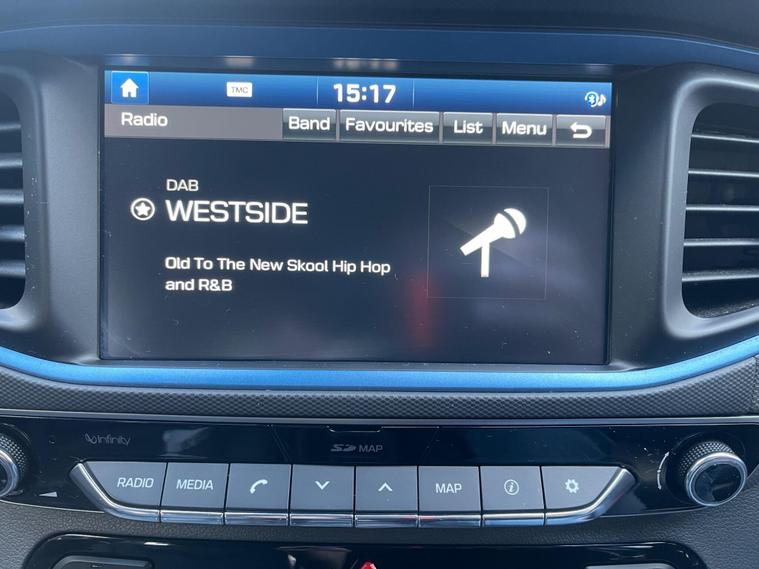 TMC 15:17
Radio Band Favourites List Menu
DAB
WESTSIDE
Old To The New Skool Hip Hop
and R&B
infinity SD MAP
RADIO MEDIA MAP